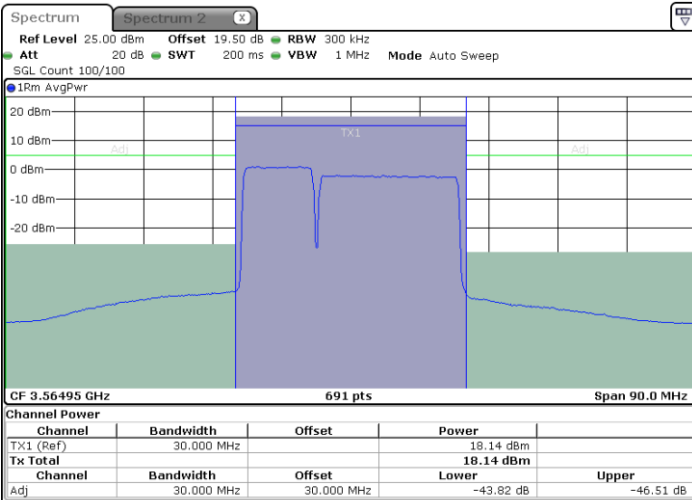 Spectrum Spectrum 2 X
Ref Level 25.00 dBm Offset 19.50 dB RBW 300 kHz
Att 20 dB SWT 200 ms VBW 1 MHz Mode Auto Sweep
SGL Count 100/100
1Rm AvgPwr
20 dBm
TX1
10 dBm
Adj Adj
0 dBm
-10 dBm
-20 dBm
CF 3.56495 GHz 691 pts Span 90.0 MHz
Channel Power
Channel Bandwidth Offset Power
TX1 (Ref) 30.000 MHz 18.14 dBm
Tx Total 18.14 dBm
Channel Bandwidth Offset Lower Upper
Adj 30.000 MHz 30.000 MHz -43.82 dB -46.51 dB